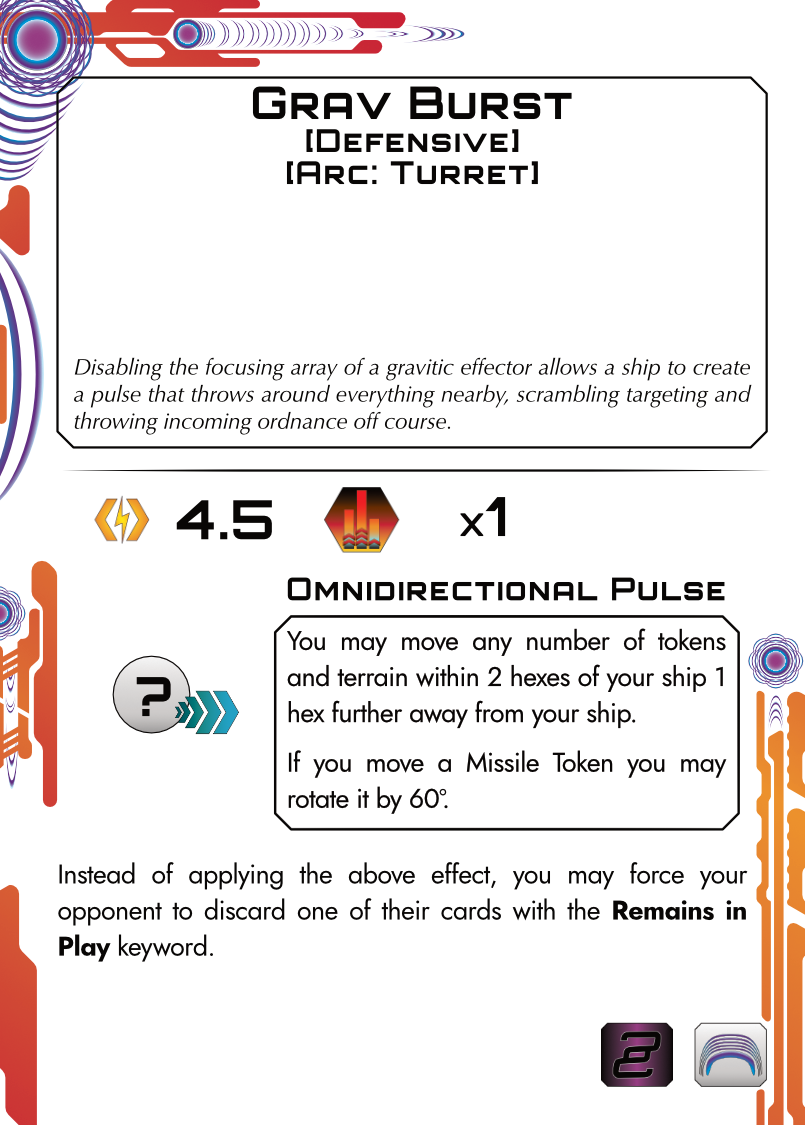 Grav Burst
[Defensive]
[Arc: Turret]
Disabling the focusing array of a gravitic effector allows a ship to create
a pulse that throws around everything nearby, scrambling targeting and
throwing incoming ordnance off course.
4.5 x1
Omnidirectional Pulse
?
You may move any number of tokens
and terrain within 2 hexes of your ship 1
hex further away from your ship.
If you move a Missile Token you may
rotate it by 60°.
Instead of applying the above effect, you may force your
opponent to discard one of their cards with the Remains in
Play keyword.
2